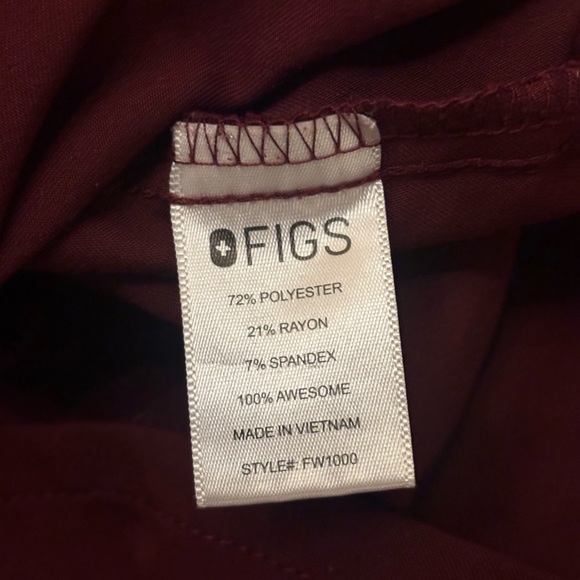 FIGS
72% POLYESTER
21% RAYON
7% SPANDEX
100% AWESOME
MADE IN VIETNAM
STYLE#: FW1000